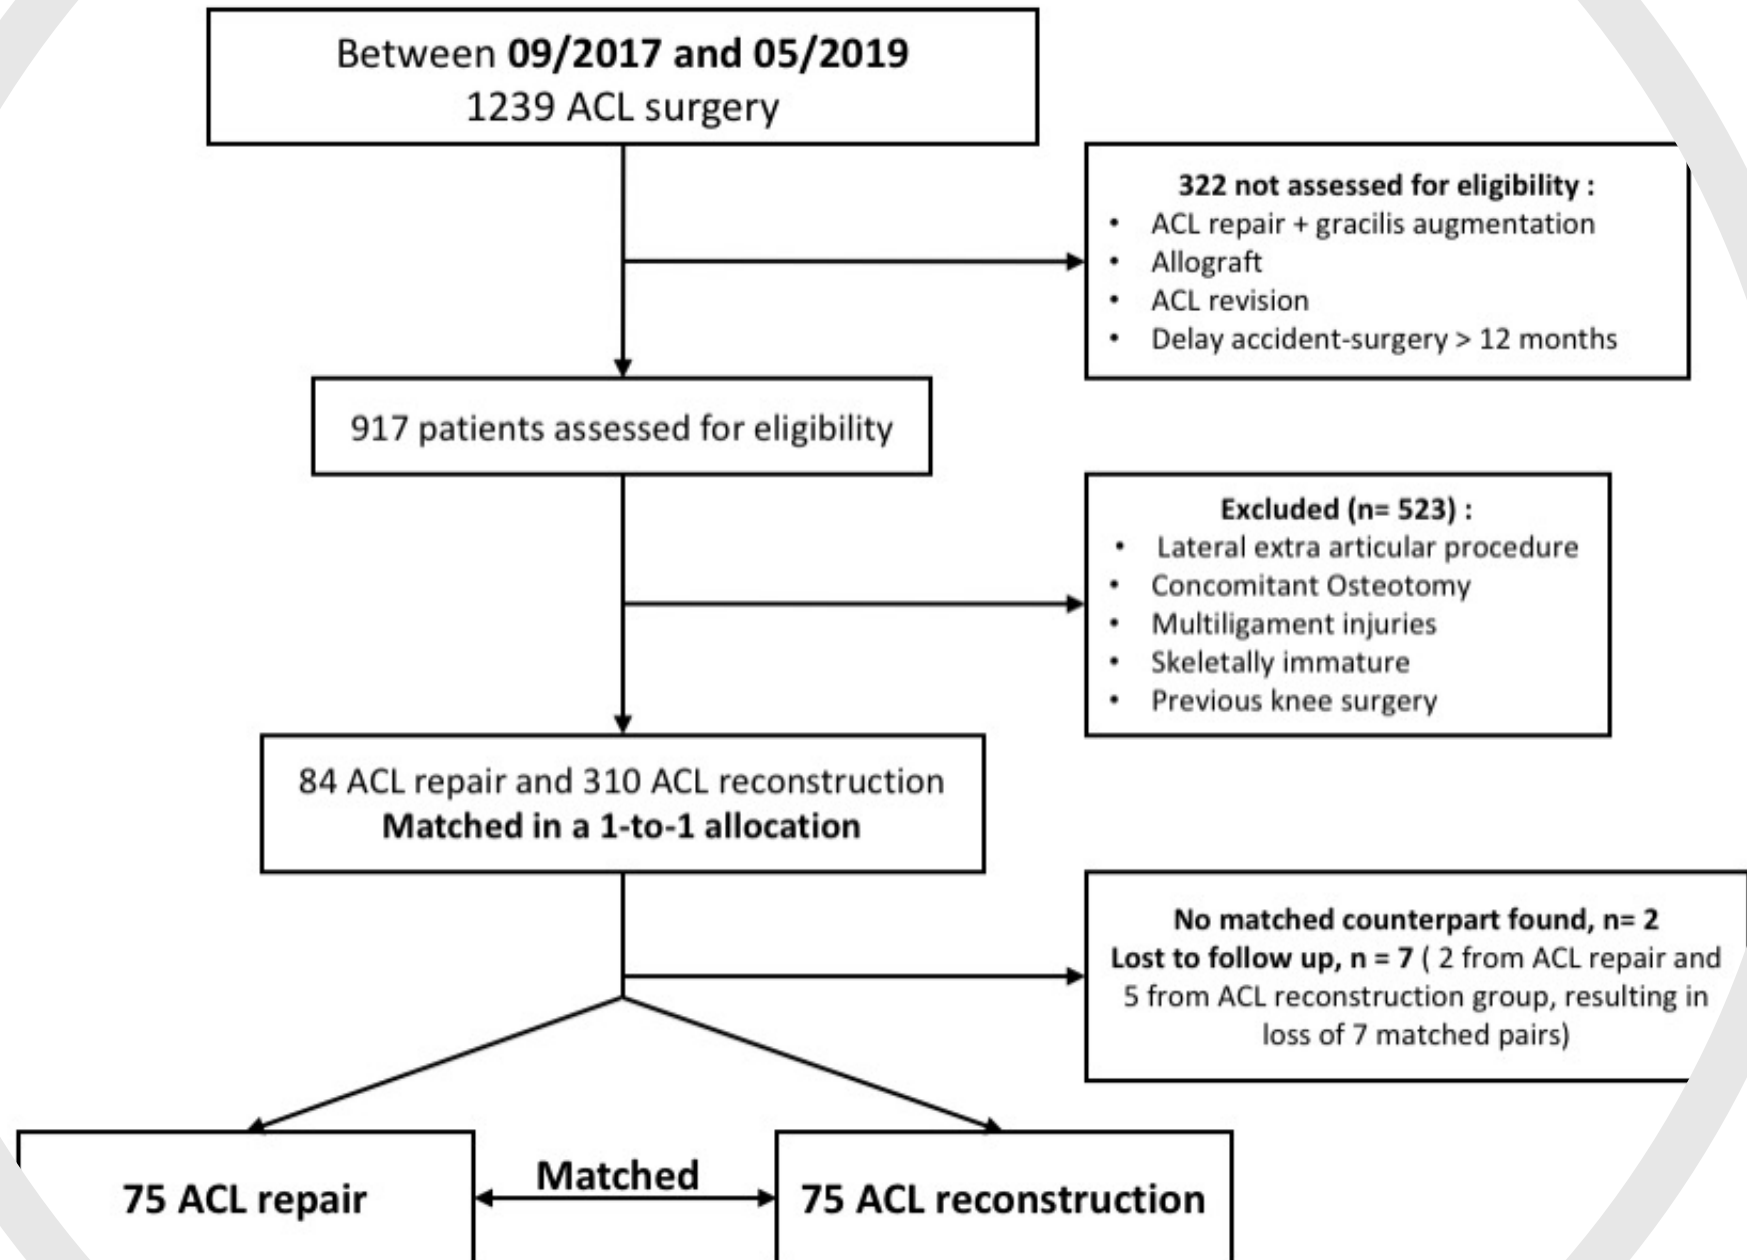 Between 09/2017 and 05/2019
1239 ACL surgery
322 not assessed for eligibility :
• ACL repair + gracilis augmentation
• Allograft
• ACL revision
• Delay accident-surgery > 12 months
917 patients assessed for eligibility
Excluded (n= 523) :
• Lateral extra articular procedure
• Concomitant Osteotomy
• Multiligament injuries
• Skeletally immature
• Previous knee surgery
84 ACL repair and 310 ACL reconstruction
Matched in a 1-to-1 allocation
No matched counterpart found, n= 2
Lost to follow up, n = 7 ( 2 from ACL repair and
5 from ACL reconstruction group, resulting in
loss of 7 matched pairs)
75 ACL repair
Matched
75 ACL reconstruction